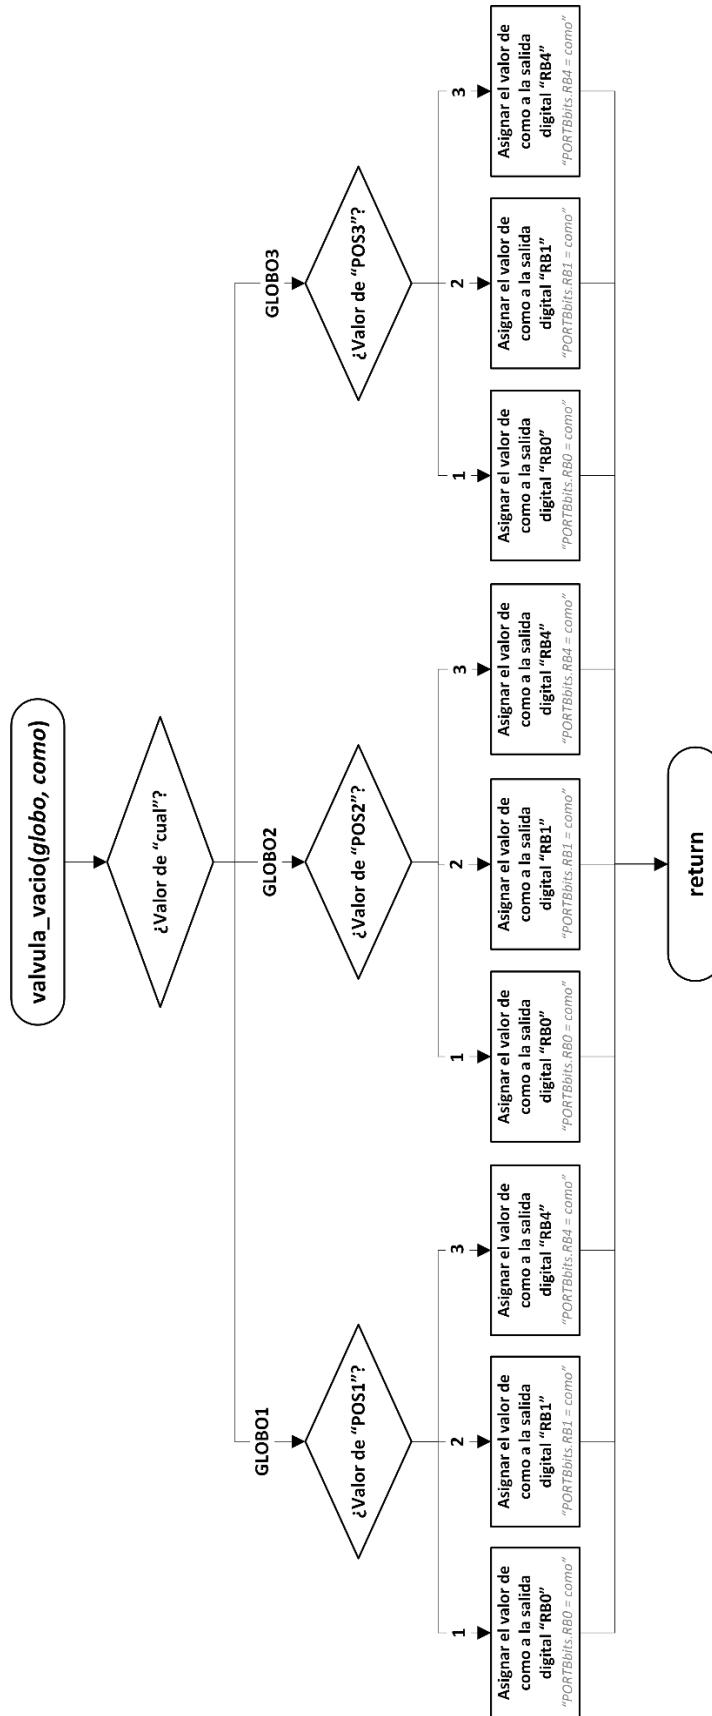 valvula_vacio(globo, como)
¿Valor de “cual”?
GLOBO1
GLOBO2
GLOBO3
¿Valor de “POS1”?
¿Valor de “POS2”?
¿Valor de “POS3”?
1
2
3
1
2
3
1
2
3
Asignar el valor de
como a la salida
digital “RB0”
“PORTBbits.RB0 = como”
Asignar el valor de
como a la salida
digital “RB1”
“PORTBbits.RB1 = como”
Asignar el valor de
como a la salida
digital “RB4”
“PORTBbits.RB4 = como”
Asignar el valor de
como a la salida
digital “RB0”
“PORTBbits.RB0 = como”
Asignar el valor de
como a la salida
digital “RB1”
“PORTBbits.RB1 = como”
Asignar el valor de
como a la salida
digital “RB4”
“PORTBbits.RB4 = como”
Asignar el valor de
como a la salida
digital “RB0”
“PORTBbits.RB0 = como”
Asignar el valor de
como a la salida
digital “RB1”
“PORTBbits.RB1 = como”
Asignar el valor de
como a la salida
digital “RB4”
“PORTBbits.RB4 = como”
return